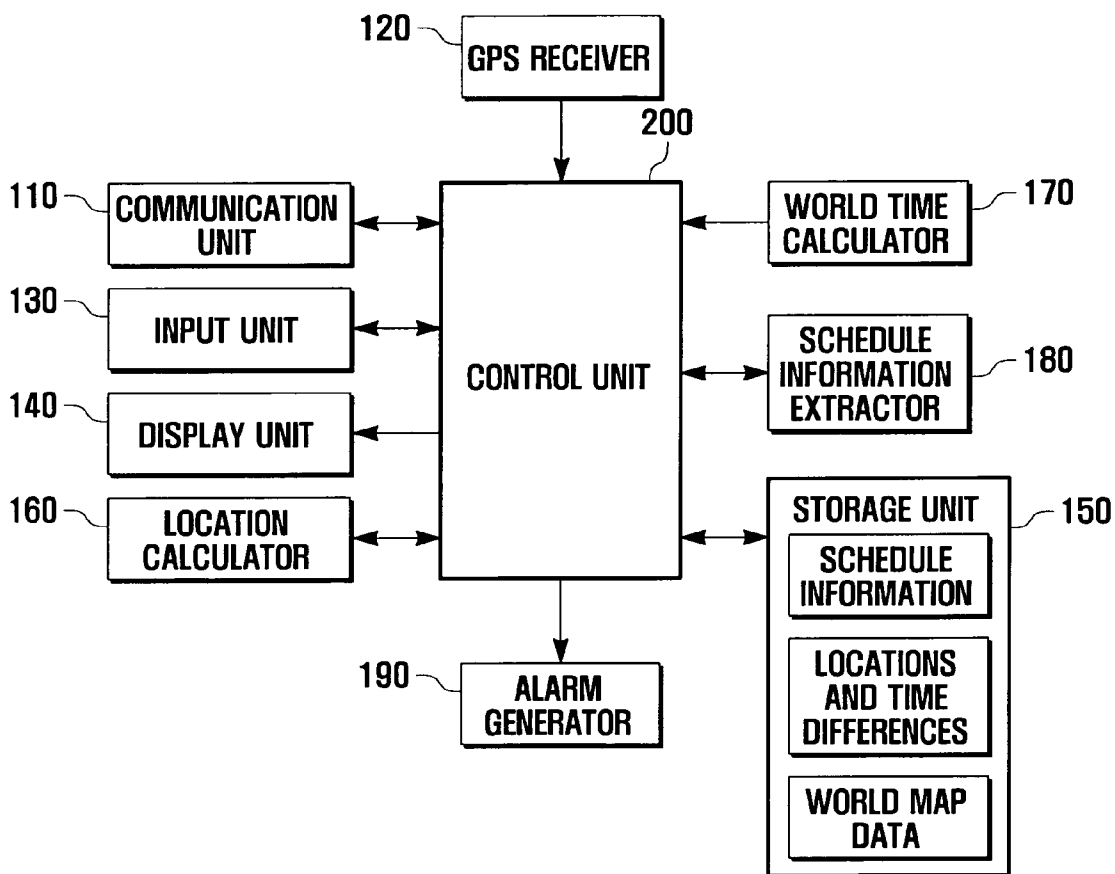 120
GPS RECEIVER
200
110
COMMUNICATION
UNIT
170
WORLD TIME
CALCULATOR
130
INPUT UNIT
CONTROL UNIT
180
SCHEDULE
INFORMATION
EXTRACTOR
140
DISPLAY UNIT
160
LOCATION
CALCULATOR
150
STORAGE UNIT
SCHEDULE
INFORMATION
LOCATIONS
AND TIME
DIFFERENCES
WORLD MAP
DATA
190
ALARM
GENERATOR